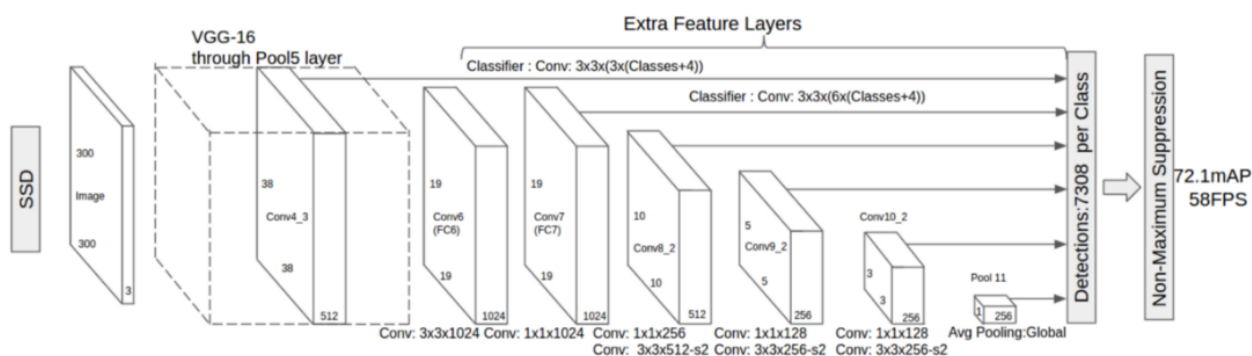 Extra Feature Layers
VGG-16
through Pool5 layer
Classifier : Conv: 3x3x(3x(Classes+4))
Classifier : Conv: 3x3x(6x(Classes+4))
SSD
300
Image
300
3
38
Conv4_3
38
512
19
Conv6
(FC6)
19
1024
19
Conv7
(FC7)
19
1024
10
Conv8_2
10
512
5
Conv9_2
5
256
Conv10_2
3
3
256
Pool 11
1
256
Avg Pooling:Global
Conv: 3x3x1024
Conv: 1x1x1024
Conv: 1x1x256
Conv: 3x3x512-s2
Conv: 1x1x128
Conv: 3x3x256-s2
Conv: 1x1x128
Conv: 3x3x256-s2
Detections:7308 per Class
Non-Maximum Suppression
72.1mAP
58FPS